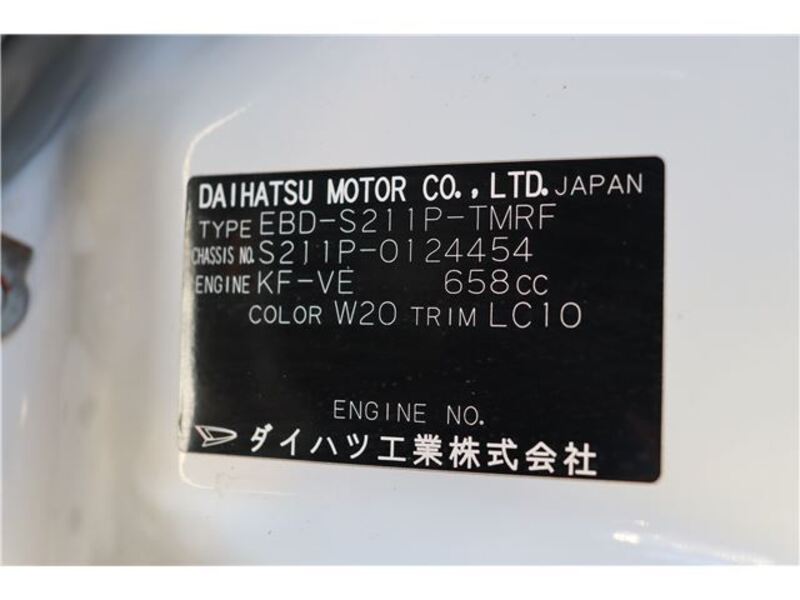 DAIHATSU MOTOR CO., LTD. JAPAN
TYPE EBD-S211P-TMRF
CHASSIS NO. S211P-0124454
ENGINE KF-VE 658cc
COLOR W20 TRIM LC10
ENGINE NO.
ダイハツ工業株式会社